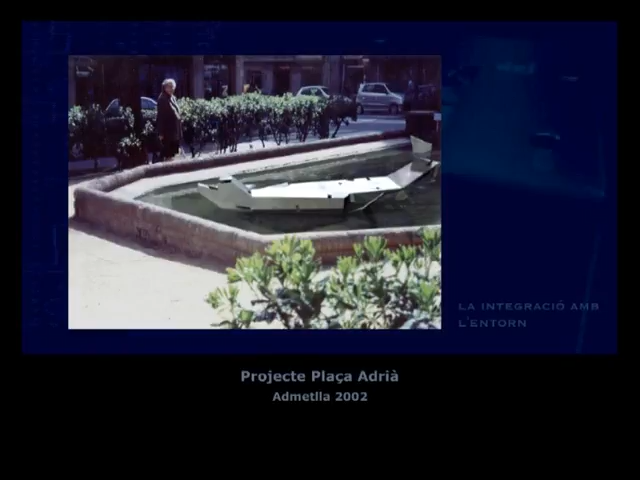 LA INTEGRACIÓ AMB
L'ENTORN
Projecte Plaça Adrià
Admetlla 2002